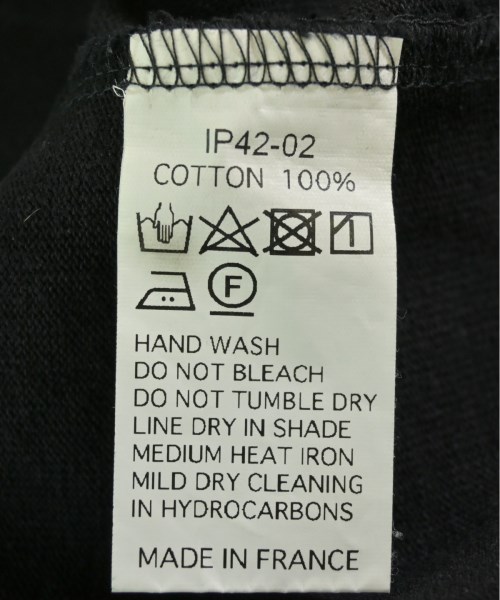 IP42-02
COTTON 100%
F
HAND WASH
DO NOT BLEACH
DO NOT TUMBLE DRY
LINE DRY IN SHADE
MEDIUM HEAT IRON
MILD DRY CLEANING
IN HYDROCARBONS
MADE IN FRANCE